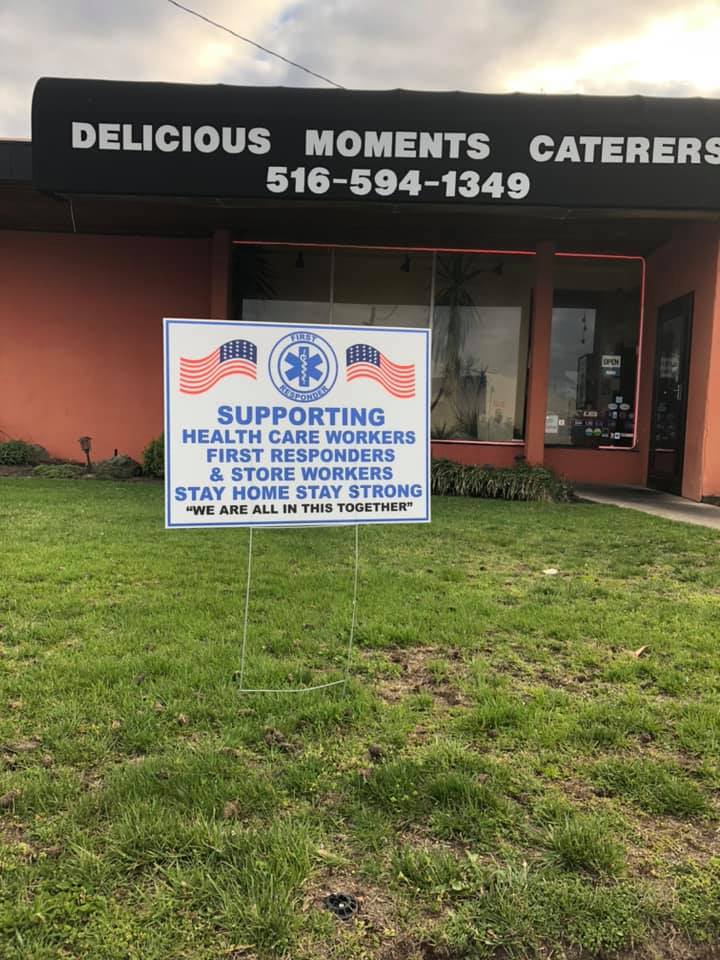 DELICIOUS MOMENTS CATERERS
516-594-1349
OPEN
FIRST
RESPONDER
SUPPORTING
HEALTH CARE WORKERS
FIRST RESPONDERS
& STORE WORKERS
STAY HOME STAY STRONG
"WE ARE ALL IN THIS TOGETHER"